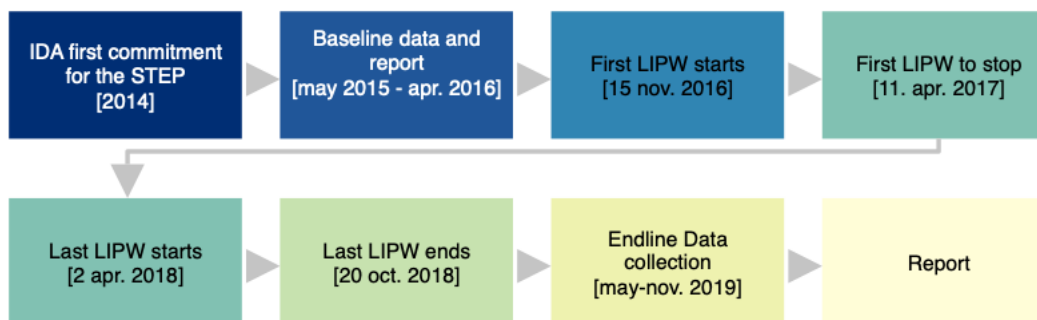 IDA first commitment
for the STEP
[2014]
Baseline data and
report
[may 2015 - apr. 2016]
First LIPW starts
[15 nov. 2016]
First LIPW to stop
[11. apr. 2017]
Last LIPW starts
[2 apr. 2018]
Last LIPW ends
[20 oct. 2018]
Endline Data
collection
[may-nov. 2019]
Report